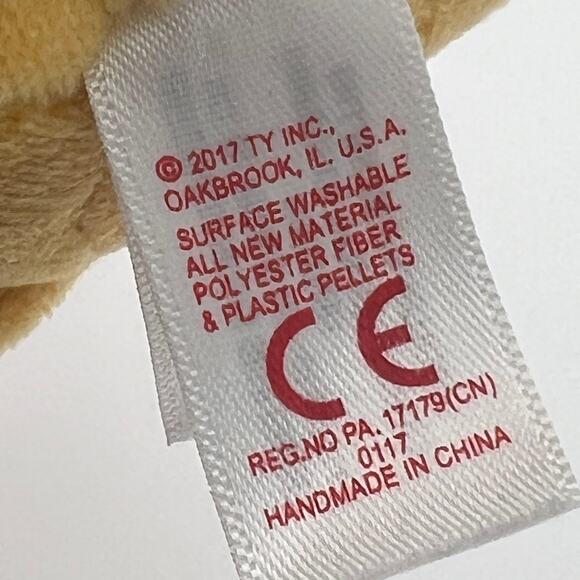 © 2017 TY INC.,
OAKBROOK, IL. U.S.A.
SURFACE WASHABLE
ALL NEW MATERIAL
POLYESTER FIBER
& PLASTIC PELLETS
CE
REG.NO PA. 17179(CN)
0117
HANDMADE IN CHINA